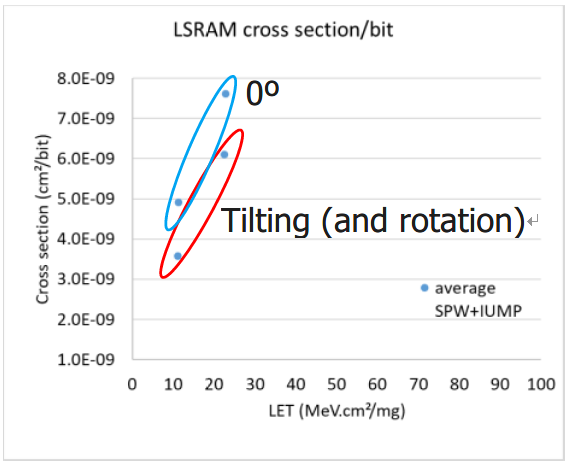 LSRAM cross section/bit
8.0E-09
7.0E-09
6.0E-09
5.0E-09
4.0E-09
3.0E-09
2.0E-09
1.0E-09
Cross section (cm²/bit)
0º
Tilting (and rotation)↵
average
SPW+IUMP
0 10 20 30 40 50 60 70 80 90 100
LET (MeV.cm²/mg)